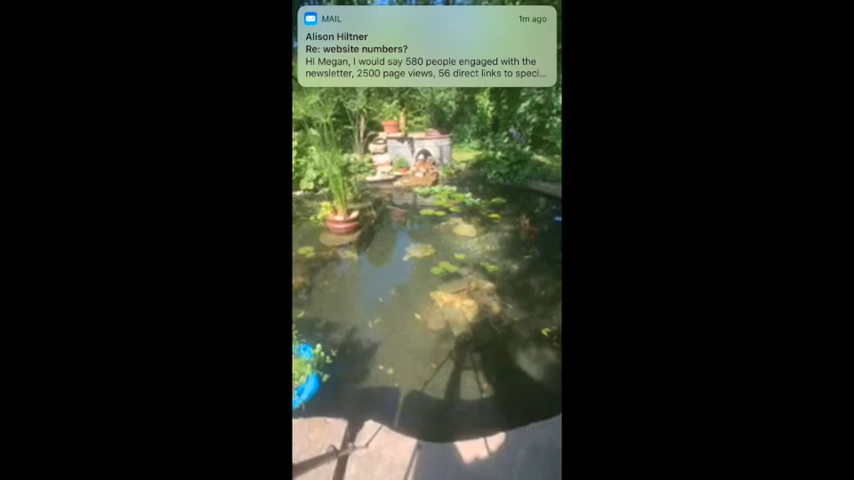 MAIL
1m ago
Alison Hiltner
Re: website numbers?
Hi Megan, I would say 580 people engaged with the
newsletter, 2500 page views, 56 direct links to speci...